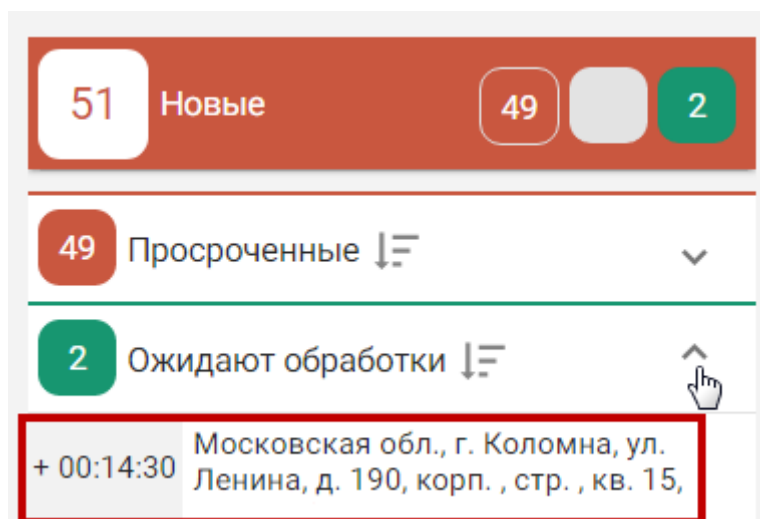 51 Новые 49 2
49 Просроченные
2 Ожидают обработки
+ 00:14:30 Московская обл., г. Коломна, ул.
Ленина, д. 190, корп. , стр. , кв. 15,